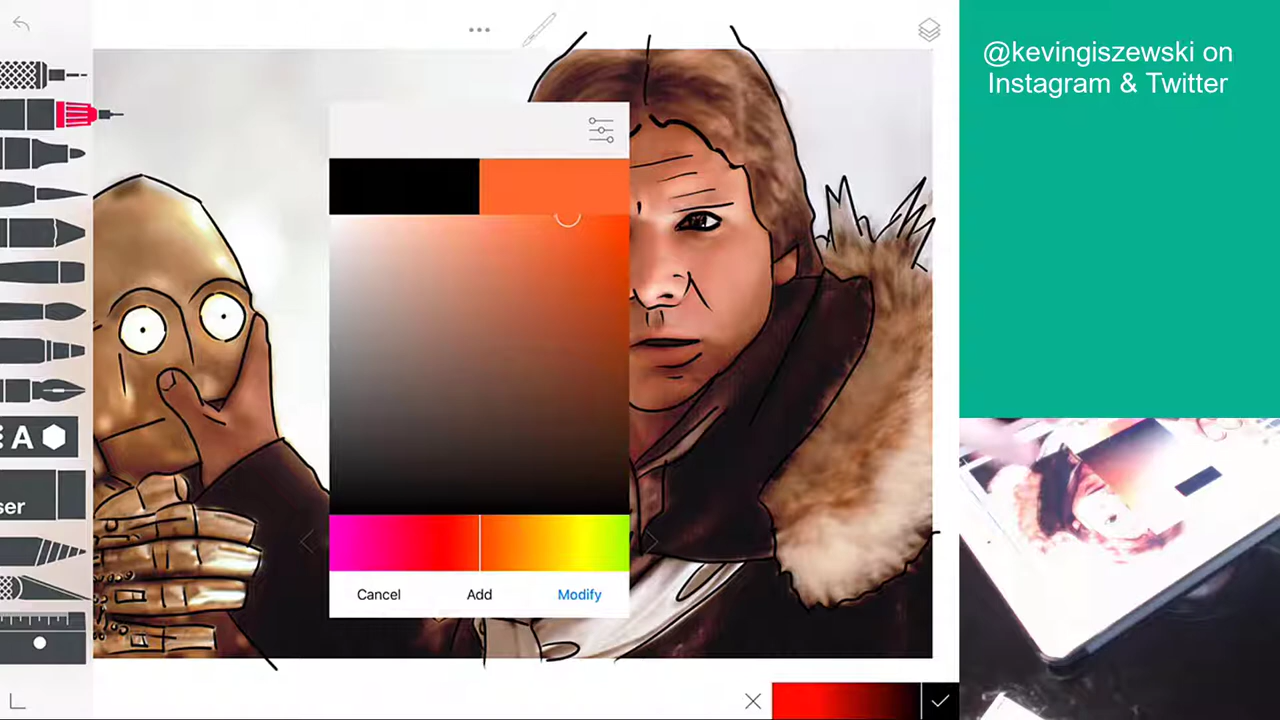 @kevingiszewski on
Instagram & Twitter
A
ser
Cancel Add Modify